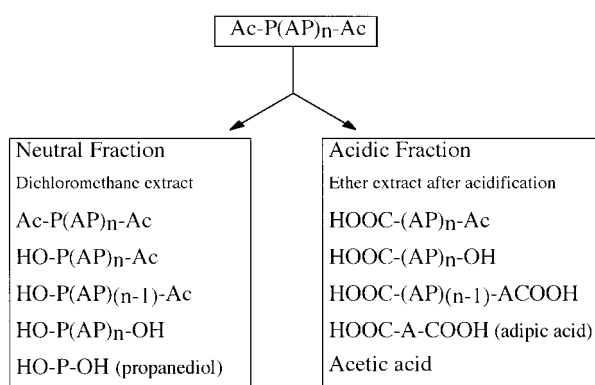 Ac-P(AP)n-Ac
Neutral Fraction
Dichloromethane extract
Ac-P(AP)n-Ac
HO-P(AP)n-Ac
HO-P(AP)(n-1)-Ac
HO-P(AP)n-OH
HO-P-OH (propanediol)
Acidic Fraction
Ether extract after acidification
HOOC-(AP)n-Ac
HOOC-(AP)n-OH
HOOC-(AP)(n-1)-ACOOH
HOOC-A-COOH (adipic acid)
Acetic acid